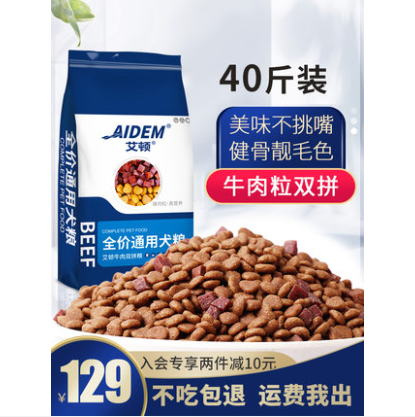 40斤装
美味不挑嘴
健骨靓毛色
牛肉粒双拼
AIDEM®
艾顿®
全价通用犬粮
COMPLETE PET FOOD
BEEF
COMPLETE PET FOOD
全价通用犬粮
艾顿牛肉双拼粮
入会专享两件减10元
¥129
不吃包退 运费我出